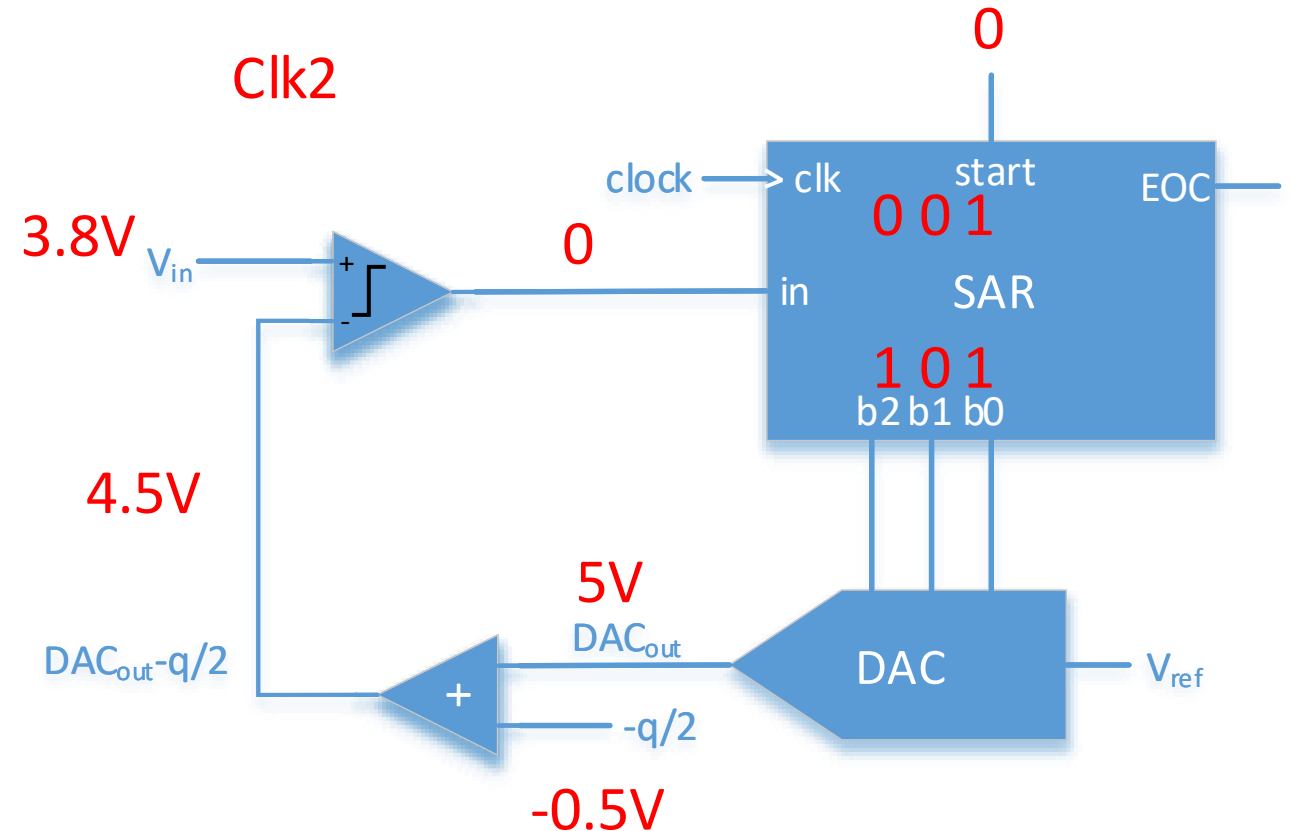 0
Clk2
clock
clk
start
EOC
0 0 1
3.8V
Vin
+
0
in
SAR
-
1 0 1
b2 b1 b0
4.5V
5V
DACout
DACout-q/2
+
DAC
Vref
-q/2
-0.5V